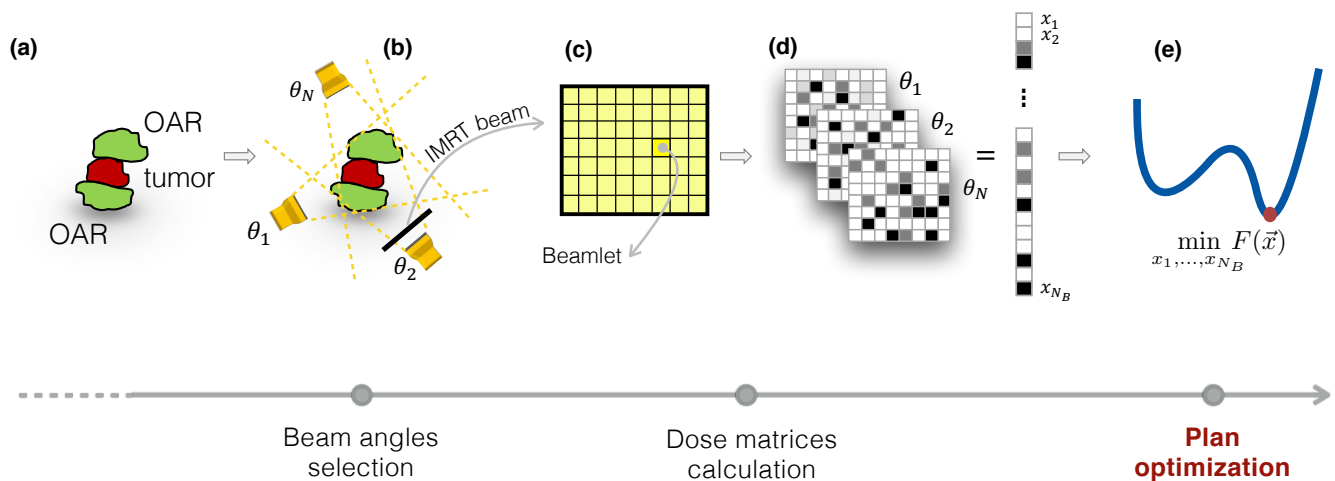 (a)
OAR
tumor
OAR
(b)
θ_N
θ_1
θ_2
IMRT beam
(c)
Beamlet
(d)
θ_1
θ_2
θ_N
=
x_1
x_2
⋮
x_{N_B}
(e)
min F(x⃗)
x_1,...,x_{N_B}
Beam angles
selection
Dose matrices
calculation
Plan
optimization